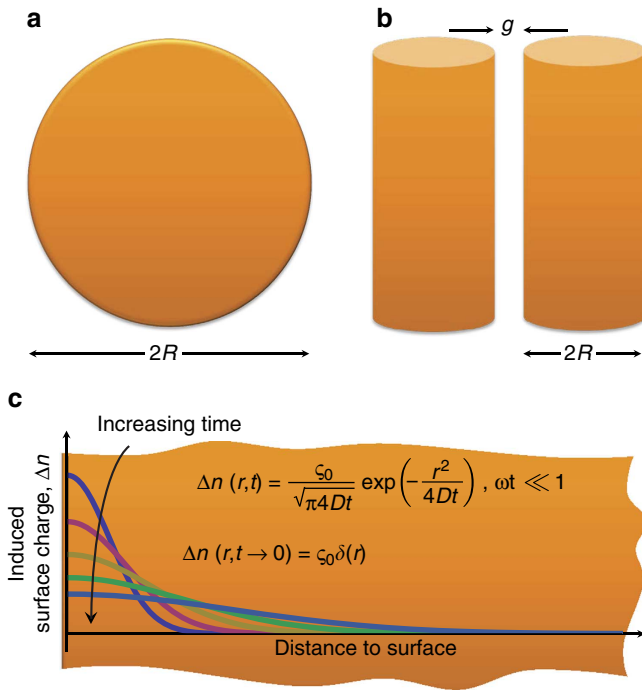 a
b
g
2R
2R
c
Increasing time
Induced
surface charge, Δn
Δn (r,t) = ς₀/√π4Dt exp(−r²/4Dt) , ωt ≪ 1
Δn (r,t → 0) = ς₀δ(r)
Distance to surface